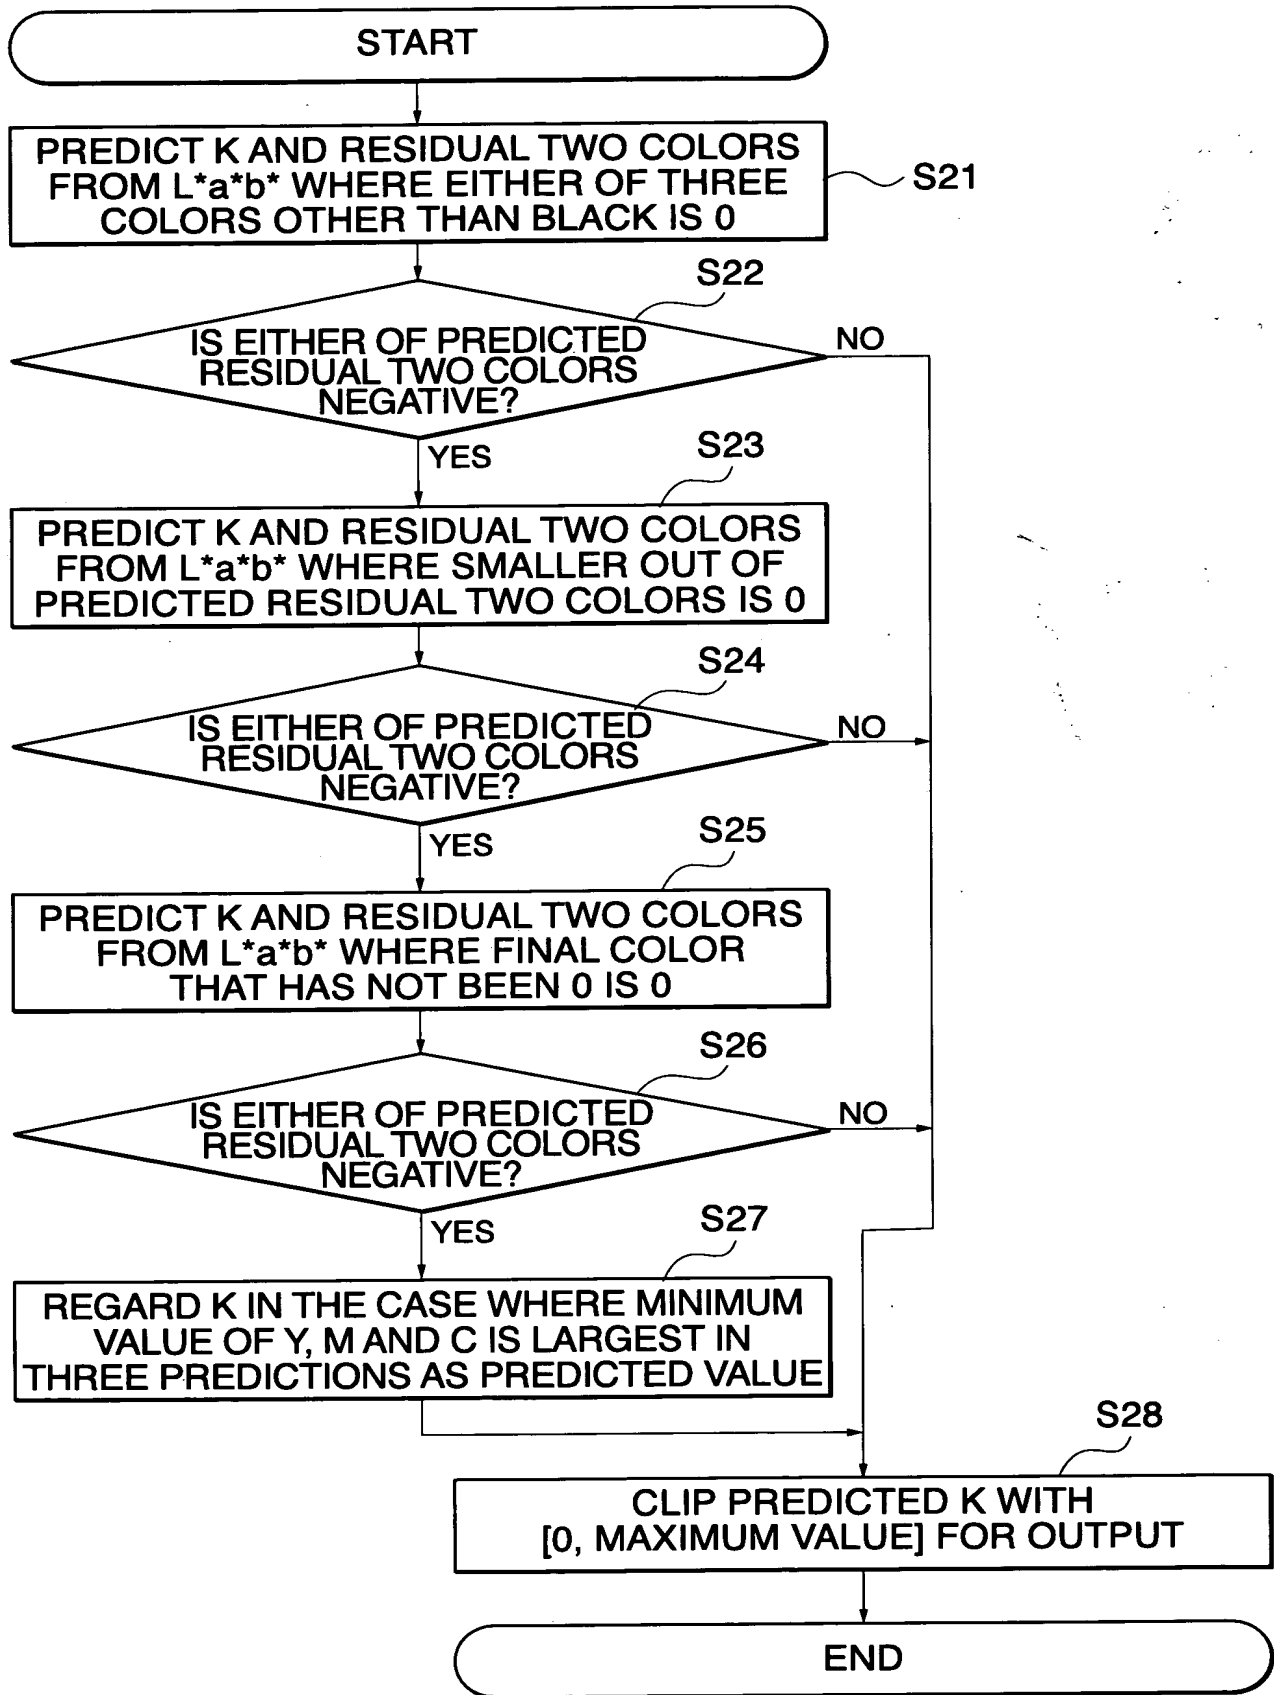 START
PREDICT K AND RESIDUAL TWO COLORS
FROM L*a*b* WHERE EITHER OF THREE
COLORS OTHER THAN BLACK IS 0
S21
S22
IS EITHER OF PREDICTED
RESIDUAL TWO COLORS
NEGATIVE?
NO
YES
S23
PREDICT K AND RESIDUAL TWO COLORS
FROM L*a*b* WHERE SMALLER OUT OF
PREDICTED RESIDUAL TWO COLORS IS 0
S24
IS EITHER OF PREDICTED
RESIDUAL TWO COLORS
NEGATIVE?
NO
YES
S25
PREDICT K AND RESIDUAL TWO COLORS
FROM L*a*b* WHERE FINAL COLOR
THAT HAS NOT BEEN 0 IS 0
S26
IS EITHER OF PREDICTED
RESIDUAL TWO COLORS
NEGATIVE?
NO
YES
S27
REGARD K IN THE CASE WHERE MINIMUM
VALUE OF Y, M AND C IS LARGEST IN
THREE PREDICTIONS AS PREDICTED VALUE
S28
CLIP PREDICTED K WITH
[0, MAXIMUM VALUE] FOR OUTPUT
END